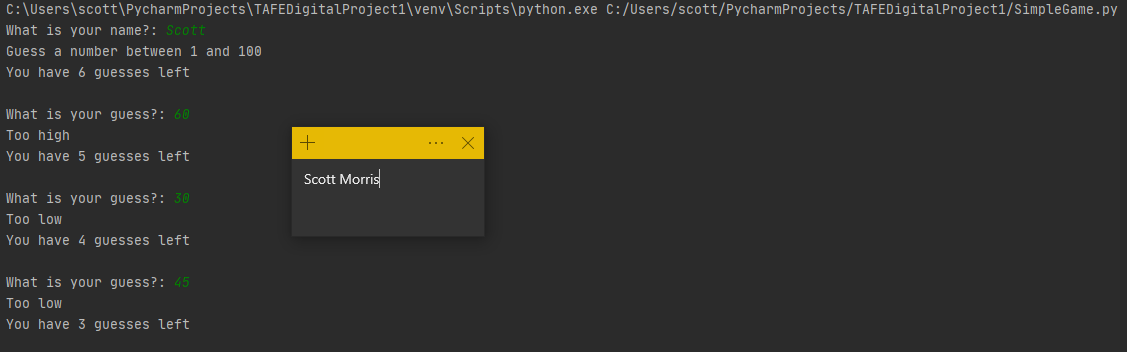 C:\Users\scott\PycharmProjects\TAFEDigitalProject1\venv\Scripts\python.exe C:/Users/scott/PycharmProjects/TAFEDigitalProject1/SimpleGame.py
What is your name?: Scott
Guess a number between 1 and 100
You have 6 guesses left
What is your guess?: 60
Too high
You have 5 guesses left
What is your guess?: 30
Too low
You have 4 guesses left
What is your guess?: 45
Too low
You have 3 guesses left
Scott Morris